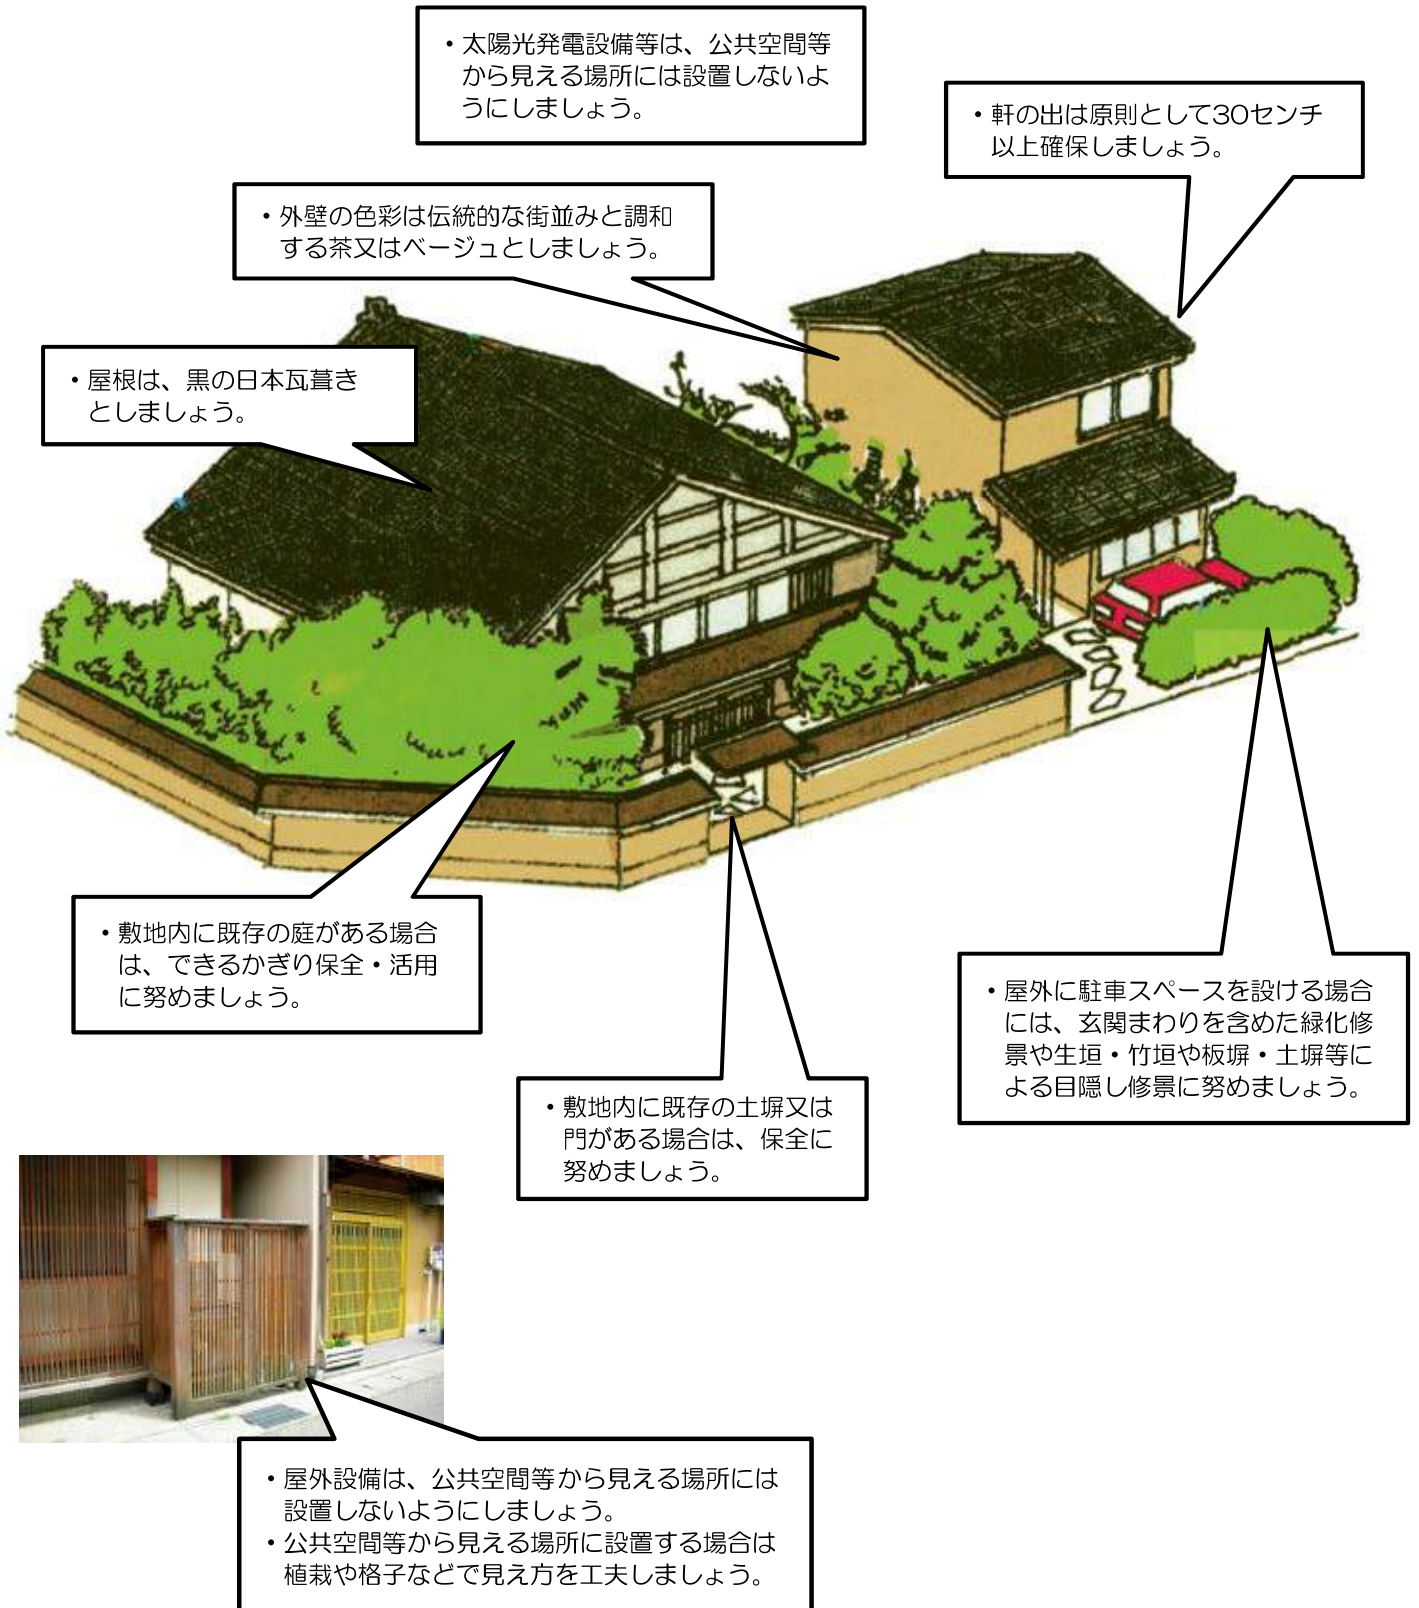 ・太陽光発電設備等は、公共空間等
から見える場所には設置しないよ
うにしましょう。
・軒の出は原則として30センチ
以上確保しましょう。
・外壁の色彩は伝統的な街並みと調和
する茶又はベージュとしましょう。
・屋根は、黒の日本瓦葺き
としましょう。
・敷地内に既存の庭がある場合
は、できるかぎり保全・活用
に努めましょう。
・屋外に駐車スペースを設ける場合
には、玄関まわりを含めた緑化修
景や生垣・竹垣や板塀・土塀等に
よる目隠し修景に努めましょう。
・敷地内に既存の土塀又は
門がある場合は、保全に
努めましょう。
・屋外設備は、公共空間等から見える場所には
設置しないようにしましょう。
・公共空間等から見える場所に設置する場合は
植栽や格子などで見え方を工夫しましょう。